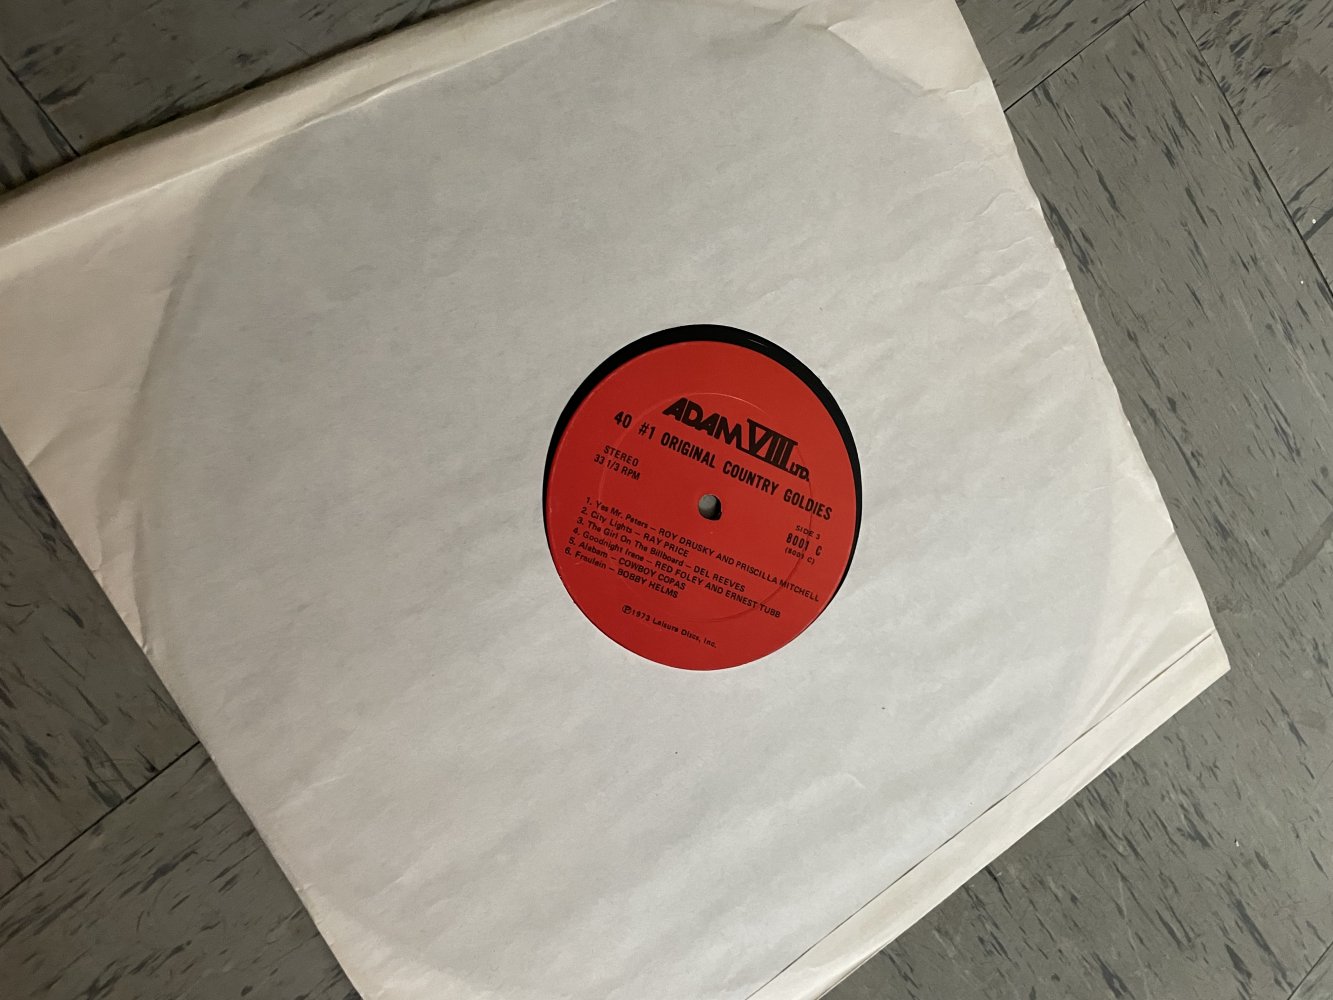 ADAM VIII LTD.
40 #1 ORIGINAL COUNTRY GOLDIES
STEREO
33 1/3 RPM
SIDE 3
8001 C
(8001 C)
1. Yes Mr. Peters — ROY DRUSKY AND PRISCILLA MITCHELL
2. City Lights — RAY PRICE
3. The Girl On The Billboard — DEL REEVES
4. Goodnight Irene — RED FOLEY AND ERNEST TUBB
5. Alabam — COWBOY COPAS
6. Fraulein — BOBBY HELMS
Ⓟ1973 Leisure Discs, Inc.